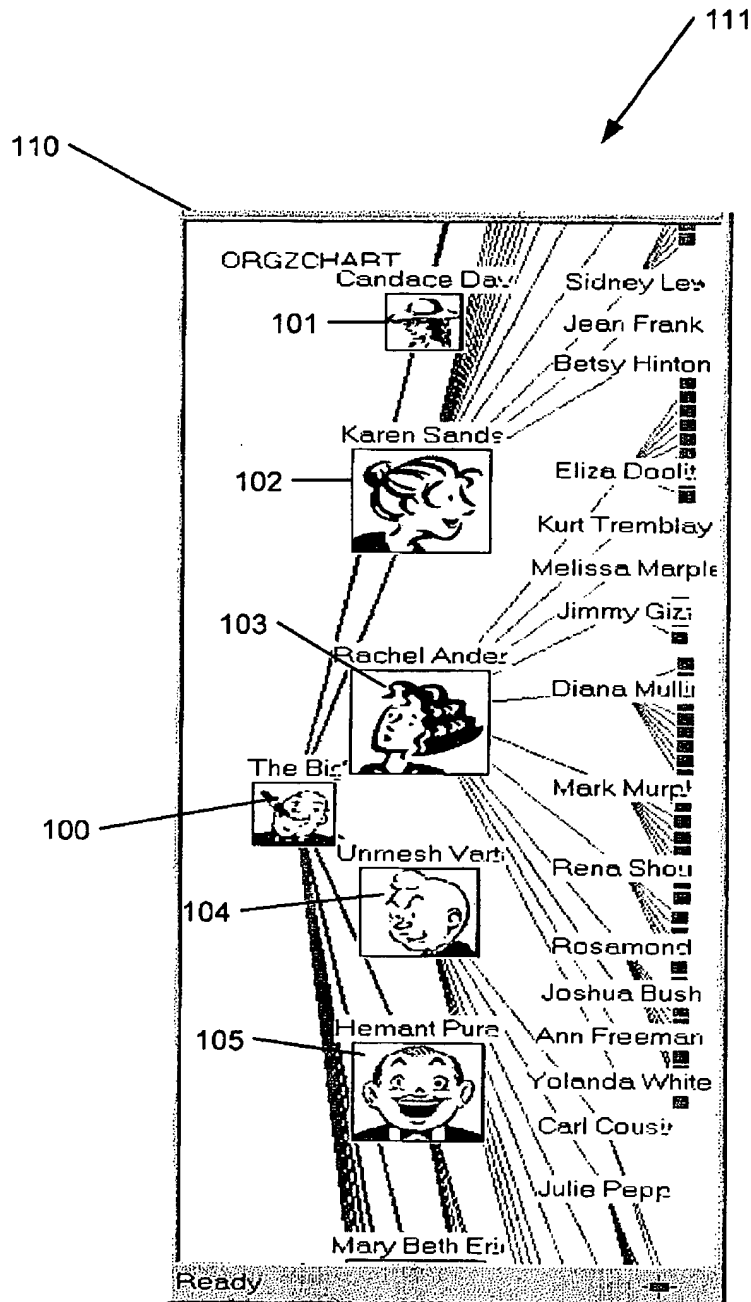 111
110
ORGZCHART
Candace Day
Sidney Lew
101
Jean Frank
Betsy Hinton
Karen Sands
102
Eliza Doolit
Kurt Tremblay
Melissa Marple
103
Jimmy Gizi
Rachel Ander
Diana Mulli
The Big
Mark Murpl
100
Unmesh Vart
Rena Shou
104
Rosamond
Joshua Bush
Hemant Pura
Ann Freeman
105
Yolanda White
Carl Cousir
Julie Pepp
Mary Beth Eri
Ready